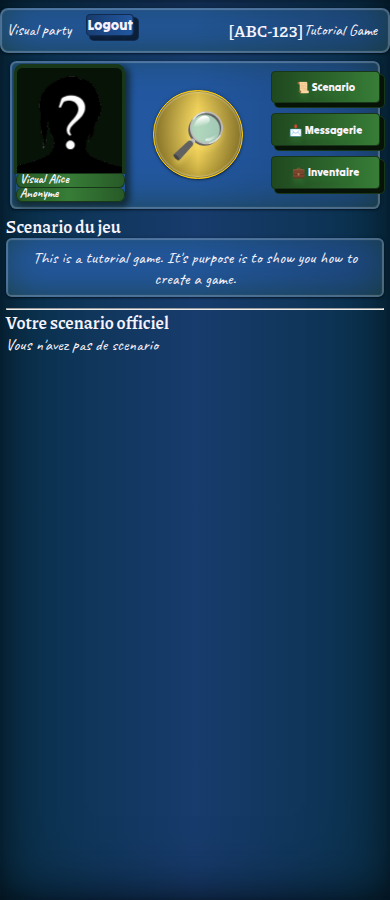 Visual party Logout [ABC-123] Tutorial Game
?
Visual Alice
Anonyme
📜 Scenario
📩 Messagerie
💼 Inventaire
Scenario du jeu
This is a tutorial game. It's purpose is to show you how to
create a game.
Votre scenario officiel
Vous n'avez pas de scenario